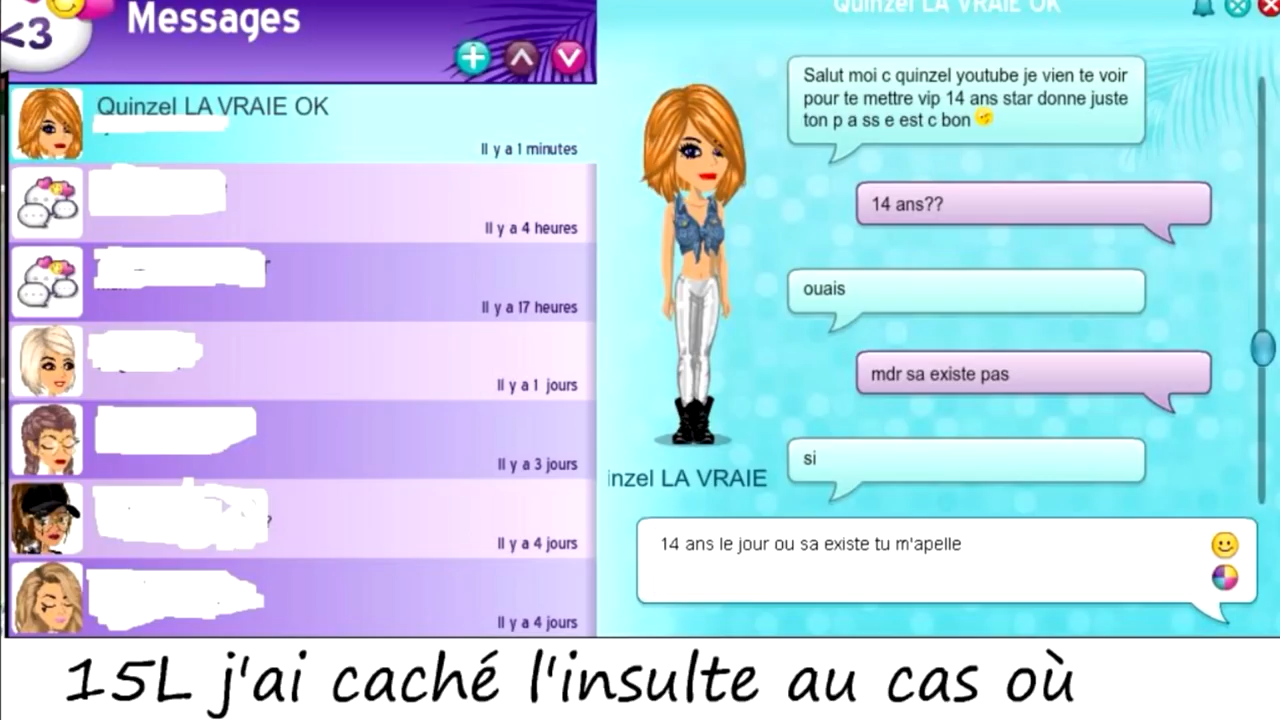 <3
Messages
Quinzel LA VRAIE OK
Il y a 1 minutes
Il y a 4 heures
Il y a 17 heures
Il y a 1 jours
Il y a 3 jours
Il y a 4 jours
Il y a 4 jours
Quinzel LA VRAIE OK
Salut moi c quinzel youtube je vien te voir
pour te mettre vip 14 ans star donne juste
ton p a ss e est c bon
14 ans??
ouais
mdr sa existe pas
si
inzel LA VRAIE
14 ans le jour ou sa existe tu m'apelle
15L j'ai caché l'insulte au cas où